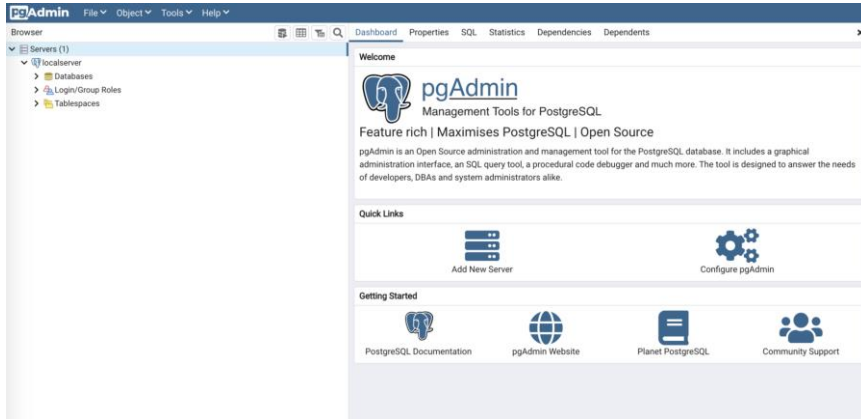 pgAdmin File Object Tools Help
Browser
Dashboard Properties SQL Statistics Dependencies Dependents
Servers (1)
localserver
Databases
Login/Group Roles
Tablespaces
Welcome
pgAdmin
Management Tools for PostgreSQL
Feature rich | Maximises PostgreSQL | Open Source
pgAdmin is an Open Source administration and management tool for the PostgreSQL database. It includes a graphical
administration interface, an SQL query tool, a procedural code debugger and much more. The tool is designed to answer the needs
of developers, DBAs and system administrators alike.
Quick Links
Add New Server
Configure pgAdmin
Getting Started
PostgreSQL Documentation
pgAdmin Website
Planet PostgreSQL
Community Support